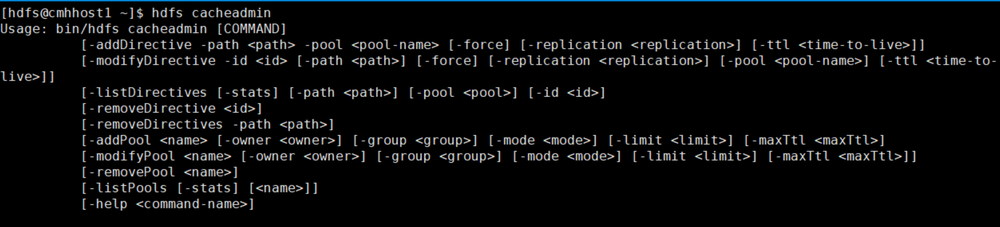 [hdfs@cmhhost1 ~]$ hdfs cacheadmin
Usage: bin/hdfs cacheadmin [COMMAND]
          [-addDirective -path <path> -pool <pool-name> [-force] [-replication <replication>] [-ttl <time-to-live>]]
          [-modifyDirective -id <id> [-path <path>] [-force] [-replication <replication>] [-pool <pool-name>] [-ttl <time-to-
live>]]
          [-listDirectives [-stats] [-path <path>] [-pool <pool>] [-id <id>]
          [-removeDirective <id>]
          [-removeDirectives -path <path>]
          [-addPool <name> [-owner <owner>] [-group <group>] [-mode <mode>] [-limit <limit>] [-maxTtl <maxTtl>]
          [-modifyPool <name> [-owner <owner>] [-group <group>] [-mode <mode>] [-limit <limit>] [-maxTtl <maxTtl>]]
          [-removePool <name>]
          [-listPools [-stats] [<name>]]
          [-help <command-name>]